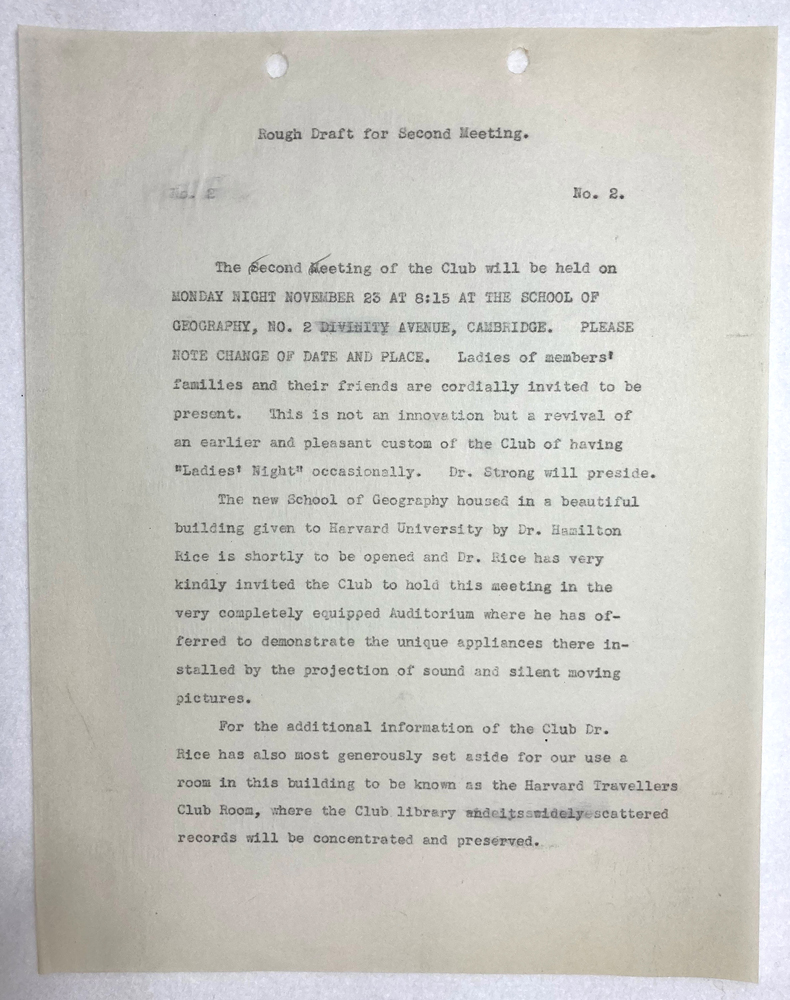 Rough Draft for Second Meeting.
No. 2 No. 2.
The Second Meeting of the Club will be held on
MONDAY NIGHT NOVEMBER 23 AT 8:15 AT THE SCHOOL OF
GEOGRAPHY, NO. 2 DIVINITY AVENUE, CAMBRIDGE. PLEASE
NOTE CHANGE OF DATE AND PLACE. Ladies of members'
families and their friends are cordially invited to be
present. This is not an innovation but a revival of
an earlier and pleasant custom of the Club of having
"Ladies' Night" occasionally. Dr. Strong will preside.
The new School of Geography housed in a beautiful
building given to Harvard University by Dr. Hamilton
Rice is shortly to be opened and Dr. Rice has very
kindly invited the Club to hold this meeting in the
very completely equipped Auditorium where he has of-
ferred to demonstrate the unique appliances there in-
stalled by the projection of sound and silent moving
pictures.
For the additional information of the Club Dr.
Rice has also most generously set aside for our use a
room in this building to be known as the Harvard Travellers
Club Room, where the Club library and its widely scattered
records will be concentrated and preserved.